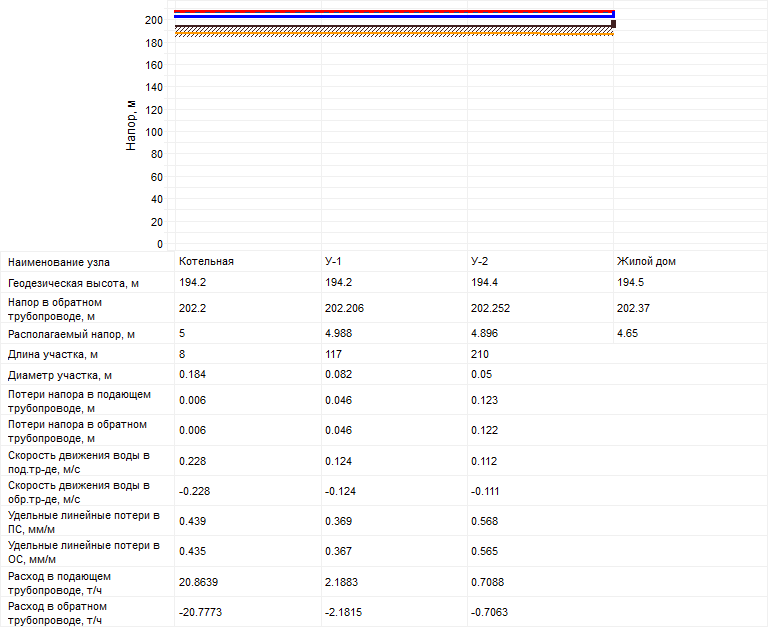 200
180
160
140
120
100
80
60
40
20
0
Напор, м
Наименование узла Котельная У-1 У-2 Жилой дом
Геодезическая высота, м 194.2 194.2 194.4 194.5
Напор в обратном
трубопроводе, м 202.2 202.206 202.252 202.37
Располагаемый напор, м 5 4.988 4.896 4.65
Длина участка, м 8 117 210
Диаметр участка, м 0.184 0.082 0.05
Потери напора в подающем
трубопроводе, м 0.006 0.046 0.123
Потери напора в обратном
трубопроводе, м 0.006 0.046 0.122
Скорость движения воды в
под.тр-де, м/с 0.228 0.124 0.112
Скорость движения воды в
обр.тр-де, м/с -0.228 -0.124 -0.111
Удельные линейные потери в
ПС, мм/м 0.439 0.369 0.568
Удельные линейные потери в
ОС, мм/м 0.435 0.367 0.565
Расход в подающем
трубопроводе, т/ч 20.8639 2.1883 0.7088
Расход в обратном
трубопроводе, т/ч -20.7773 -2.1815 -0.7063